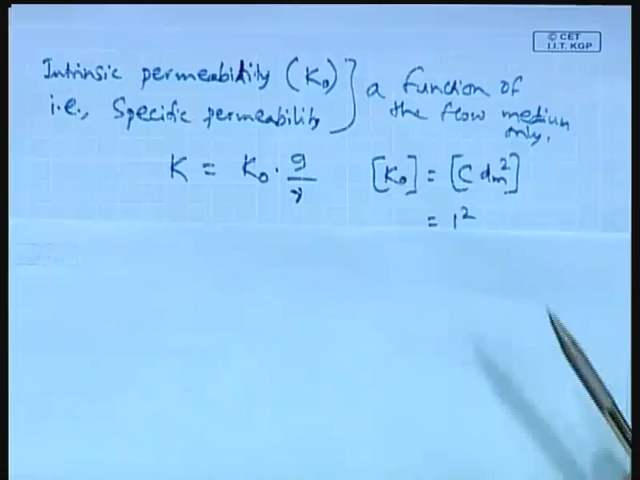 © CET
I.I.T. KGP
Intrinsic permeability (K₀) } a function of
i.e., Specific permeability the flow medium
only.
K = K₀ · g/ν [K₀] = [C dm²]
= L²